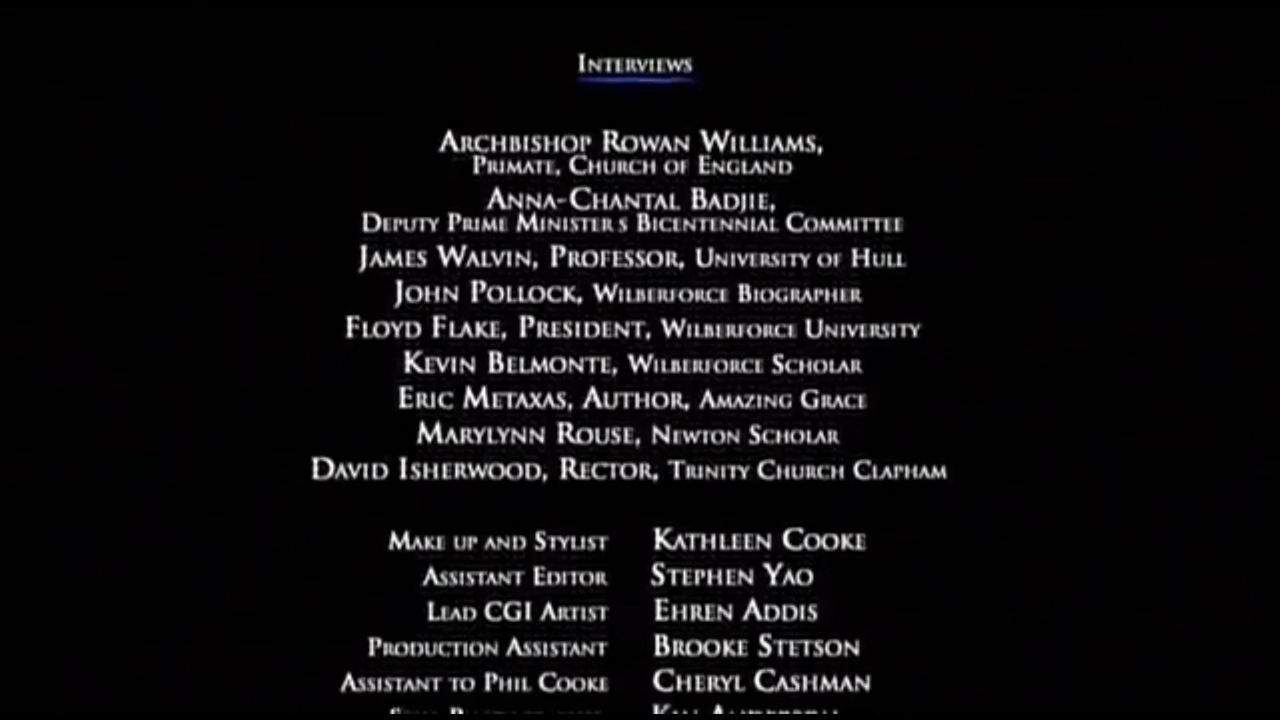 INTERVIEWS
ARCHBISHOP ROWAN WILLIAMS,
PRIMATE, CHURCH OF ENGLAND
ANNA-CHANTAL BADJIE,
DEPUTY PRIME MINISTER S BICENTENNIAL COMMITTEE
JAMES WALVIN, PROFESSOR, UNIVERSITY OF HULL
JOHN POLLOCK, WILBERFORCE BIOGRAPHER
FLOYD FLAKE, PRESIDENT, WILBERFORCE UNIVERSITY
KEVIN BELMONTE, WILBERFORCE SCHOLAR
ERIC METAXAS, AUTHOR, AMAZING GRACE
MARYLYNN ROUSE, NEWTON SCHOLAR
DAVID ISHERWOOD, RECTOR, TRINITY CHURCH CLAPHAM
MAKE UP AND STYLIST KATHLEEN COOKE
ASSISTANT EDITOR STEPHEN YAO
LEAD CGI ARTIST EHREN ADDIS
PRODUCTION ASSISTANT BROOKE STETSON
ASSISTANT TO PHIL COOKE CHERYL CASHMAN